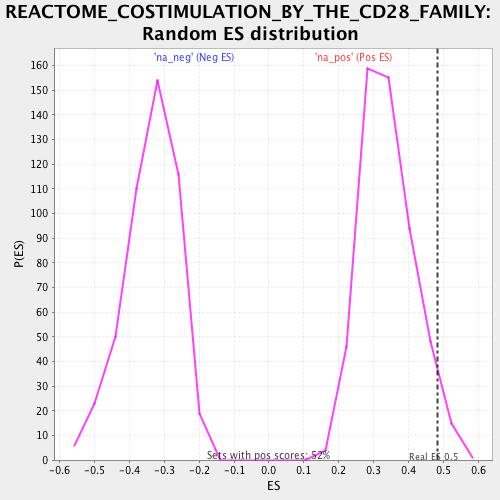 REACTOME_COSTIMULATION_BY_THE_CD28_FAMILY:
Random ES distribution
'na_neg' (Neg ES)
'na_pos' (Pos ES)
160
150
140
130
120
110
100
90
80
70
60
50
40
30
20
10
0
P(ES)
Sets with pos scores: 52%
Real ES 0.5
-0.6 -0.5 -0.4 -0.3 -0.2 -0.1 0.0 0.1 0.2 0.3 0.4 0.5
ES